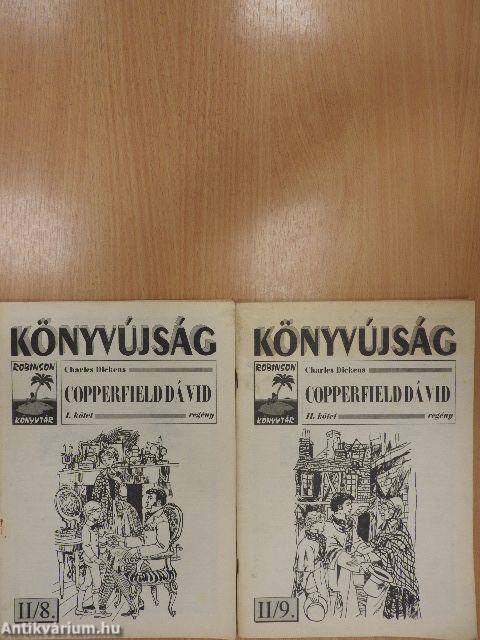 KÖNYVÚJSÁG
ROBINSON
KÖNYVTÁR
Charles Dickens
COPPERFIELD DÁVID
I. kötet regény
II/8.
KÖNYVÚJSÁG
ROBINSON
KÖNYVTÁR
Charles Dickens
COPPERFIELD DÁVID
II. kötet regény
II/9.
Antikvarium.hu